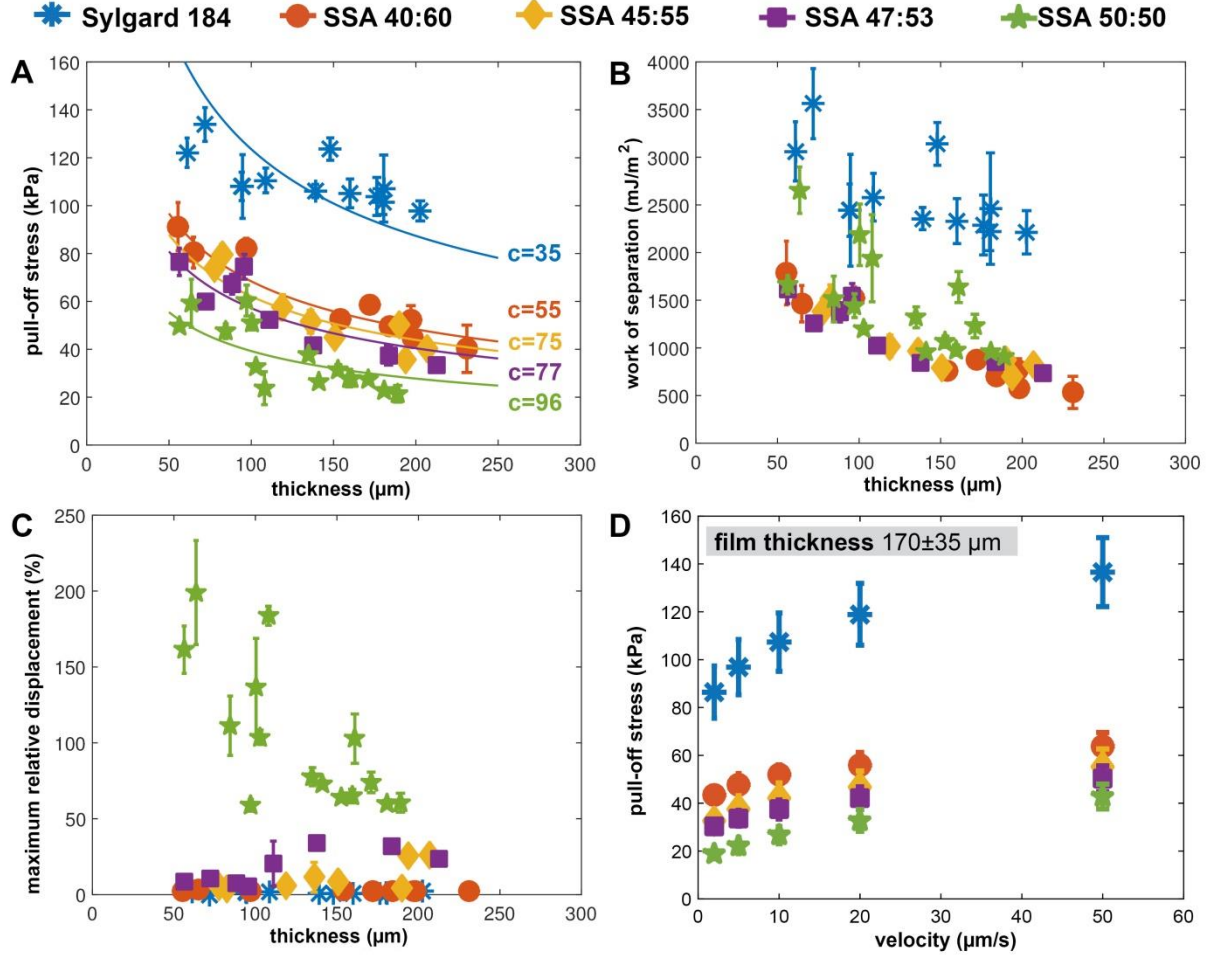 Sylgard 184 SSA 40:60 SSA 45:55 SSA 47:53 SSA 50:50
A
160
140
120
100
80
60
40
20
0
pull-off stress (kPa)
c=35
c=55
c=75
c=77
c=96
0 50 100 150 200 250 300
thickness (µm)
B
4000
3500
3000
2500
2000
1500
1000
500
0
work of separation (mJ/m²)
0 50 100 150 200 250 300
thickness (µm)
C
250
200
150
100
50
0
maximum relative displacement (%)
0 50 100 150 200 250 300
thickness (µm)
D
film thickness 170±35 µm
160
140
120
100
80
60
40
20
0
pull-off stress (kPa)
0 10 20 30 40 50 60
velocity (µm/s)